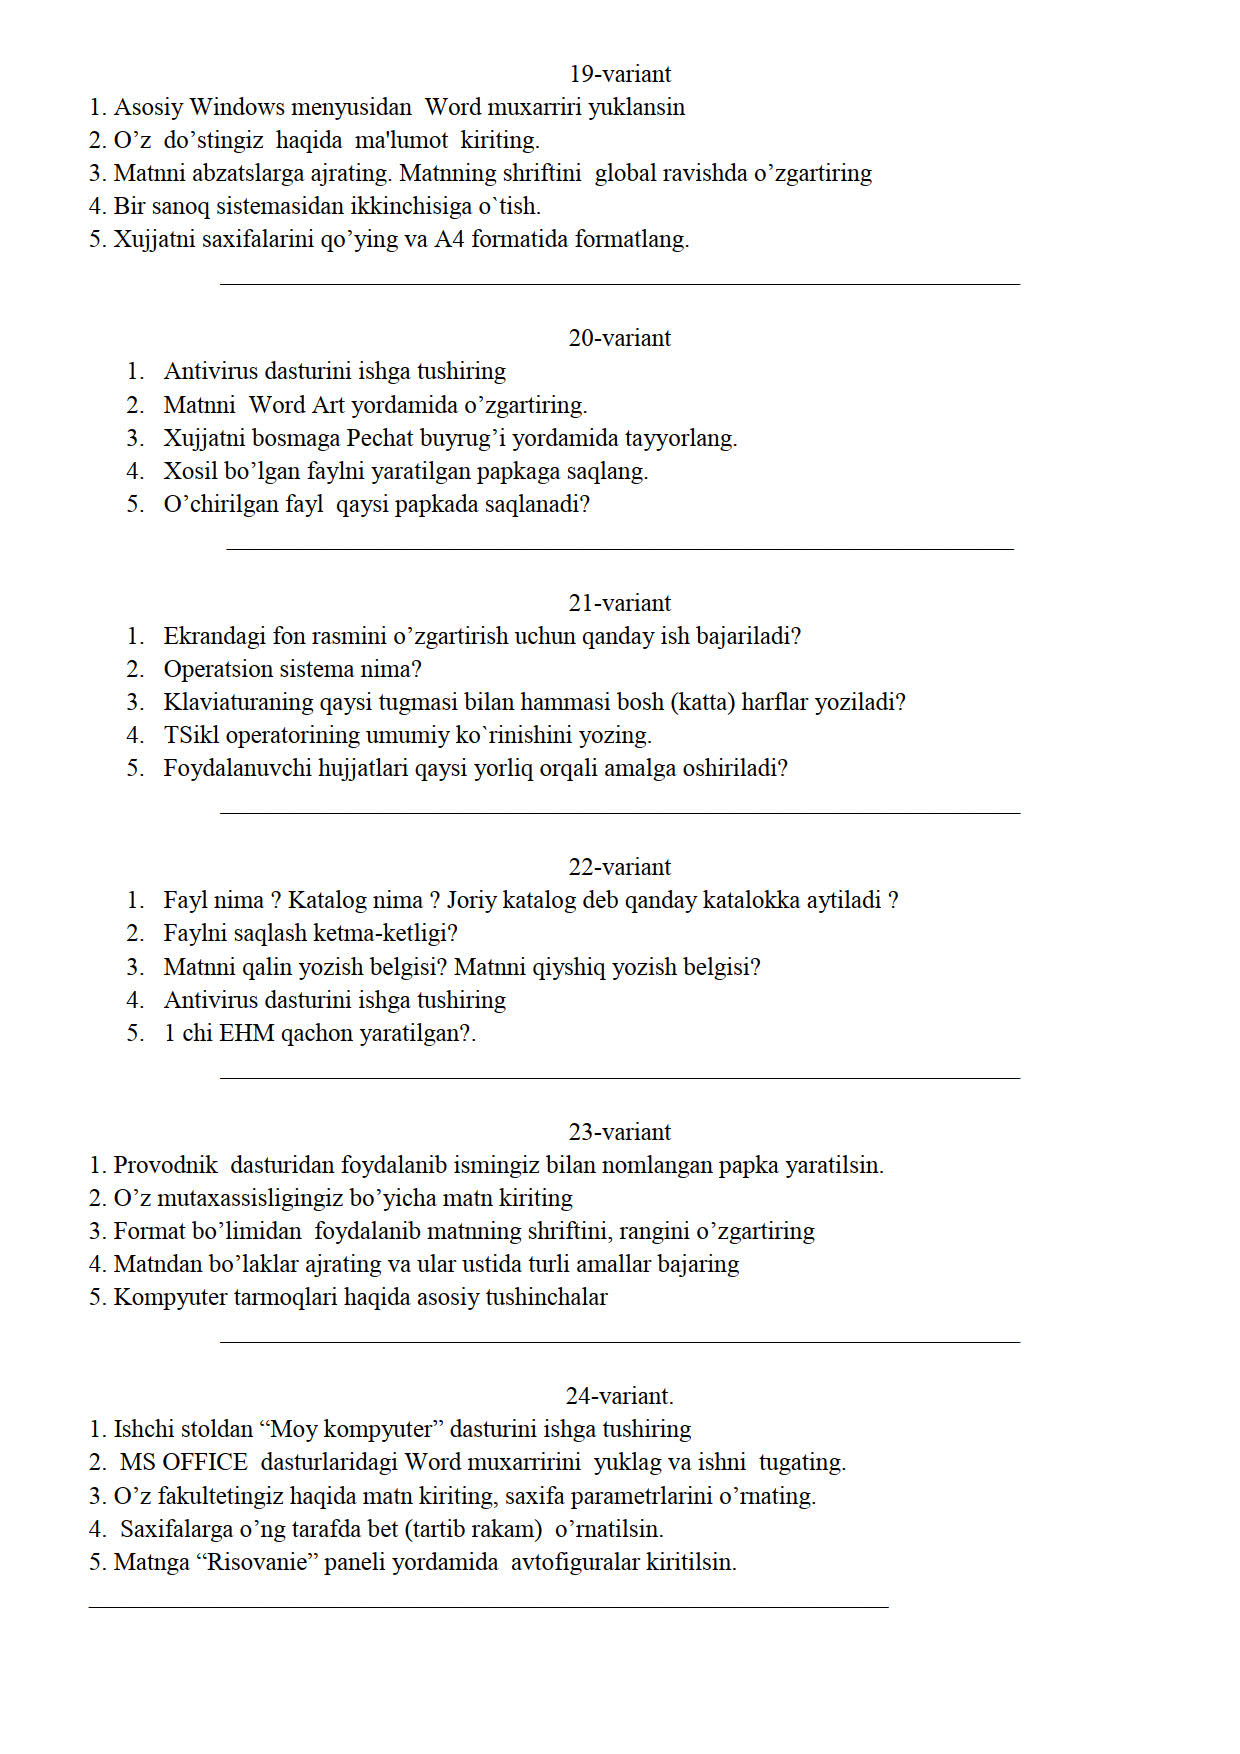 19-variant
1. Asosiy Windows menyusidan  Word muxarriri yuklansin
2. O’z  do’stingiz  haqida  ma'lumot  kiriting.
3. Matnni abzatslarga ajrating. Matnning shriftini  global ravishda o’zgartiring
4. Bir sanoq sistemasidan ikkinchisiga o`tish.
5. Xujjatni saxifalarini qo’ying va A4 formatida formatlang.
20-variant
1. Antivirus dasturini ishga tushiring
2. Matnni  Word Art yordamida o’zgartiring.
3. Xujjatni bosmaga Pechat buyrug’i yordamida tayyorlang.
4. Xosil bo’lgan faylni yaratilgan papkaga saqlang.
5. O’chirilgan fayl  qaysi papkada saqlanadi?
21-variant
1. Ekrandagi fon rasmini o’zgartirish uchun qanday ish bajariladi?
2. Operatsion sistema nima?
3. Klaviaturaning qaysi tugmasi bilan hammasi bosh (katta) harflar yoziladi?
4. TSikl operatorining umumiy ko`rinishini yozing.
5. Foydalanuvchi hujjatlari qaysi yorliq orqali amalga oshiriladi?
22-variant
1. Fayl nima ? Katalog nima ? Joriy katalog deb qanday katalokka aytiladi ?
2. Faylni saqlash ketma-ketligi?
3. Matnni qalin yozish belgisi? Matnni qiyshiq yozish belgisi?
4. Antivirus dasturini ishga tushiring
5. 1 chi EHM qachon yaratilgan?.
23-variant
1. Provodnik  dasturidan foydalanib ismingiz bilan nomlangan papka yaratilsin.
2. O’z mutaxassisligingiz bo’yicha matn kiriting
3. Format bo’limidan  foydalanib matnning shriftini, rangini o’zgartiring
4. Matndan bo’laklar ajrating va ular ustida turli amallar bajaring
5. Kompyuter tarmoqlari haqida asosiy tushinchalar
24-variant.
1. Ishchi stoldan “Moy kompyuter” dasturini ishga tushiring
2.  MS OFFICE  dasturlaridagi Word muxarririni  yuklag va ishni  tugating.
3. O’z fakultetingiz haqida matn kiriting, saxifa parametrlarini o’rnating.
4.  Saxifalarga o’ng tarafda bet (tartib rakam)  o’rnatilsin.
5. Matnga “Risovanie” paneli yordamida  avtofiguralar kiritilsin.